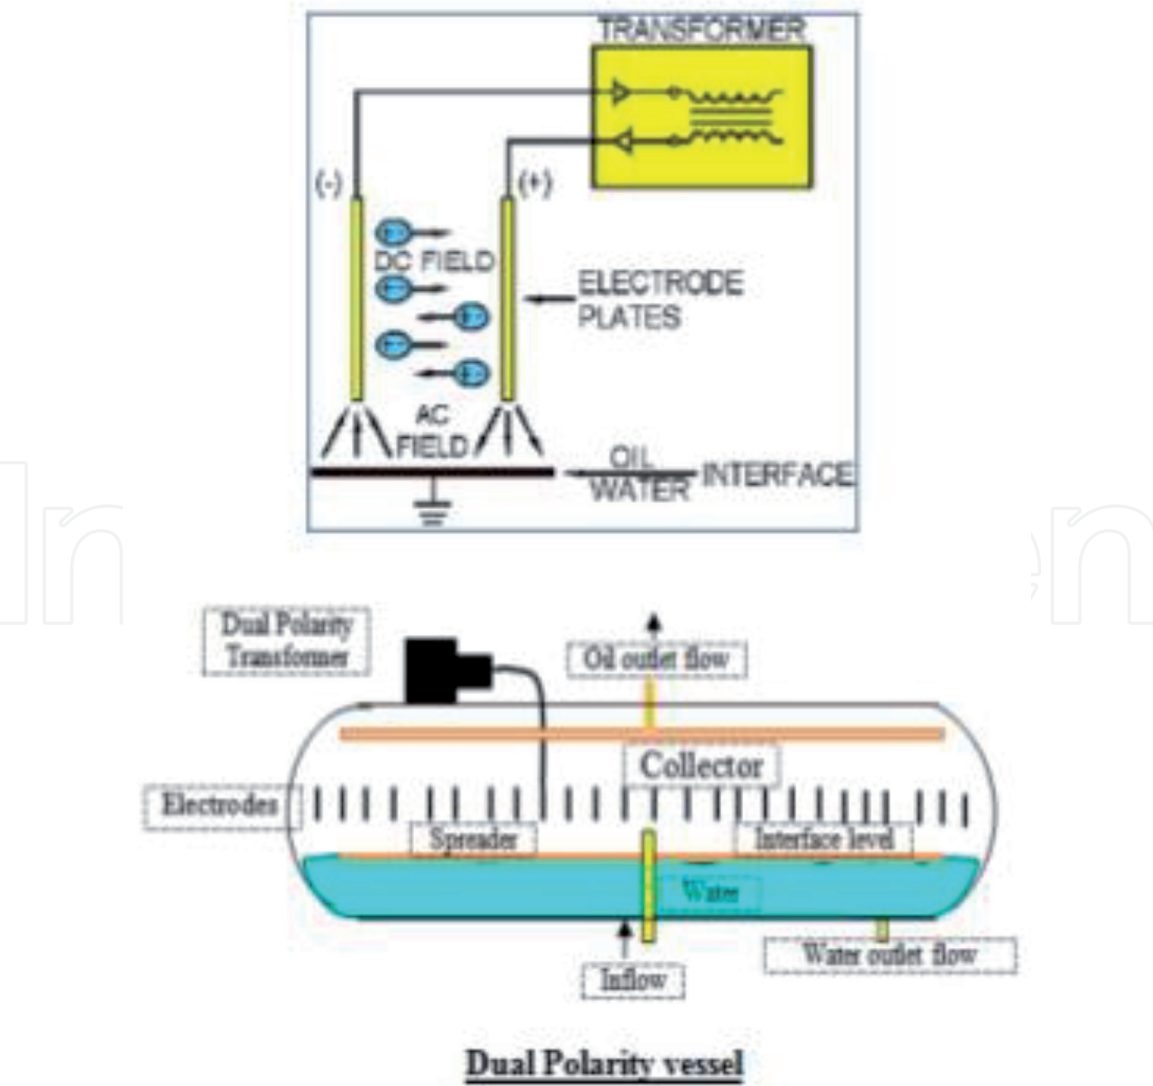 TRANSFORMER
(-)
(+)
DC FIELD
ELECTRODE
PLATES
AC
FIELD
OIL
WATER
INTERFACE
Dual Polarity
Transformer
Oil outlet flow
Collector
Electrodes
Spreader
Interface level
Water
Water outlet flow
Inflow
Dual Polarity vessel